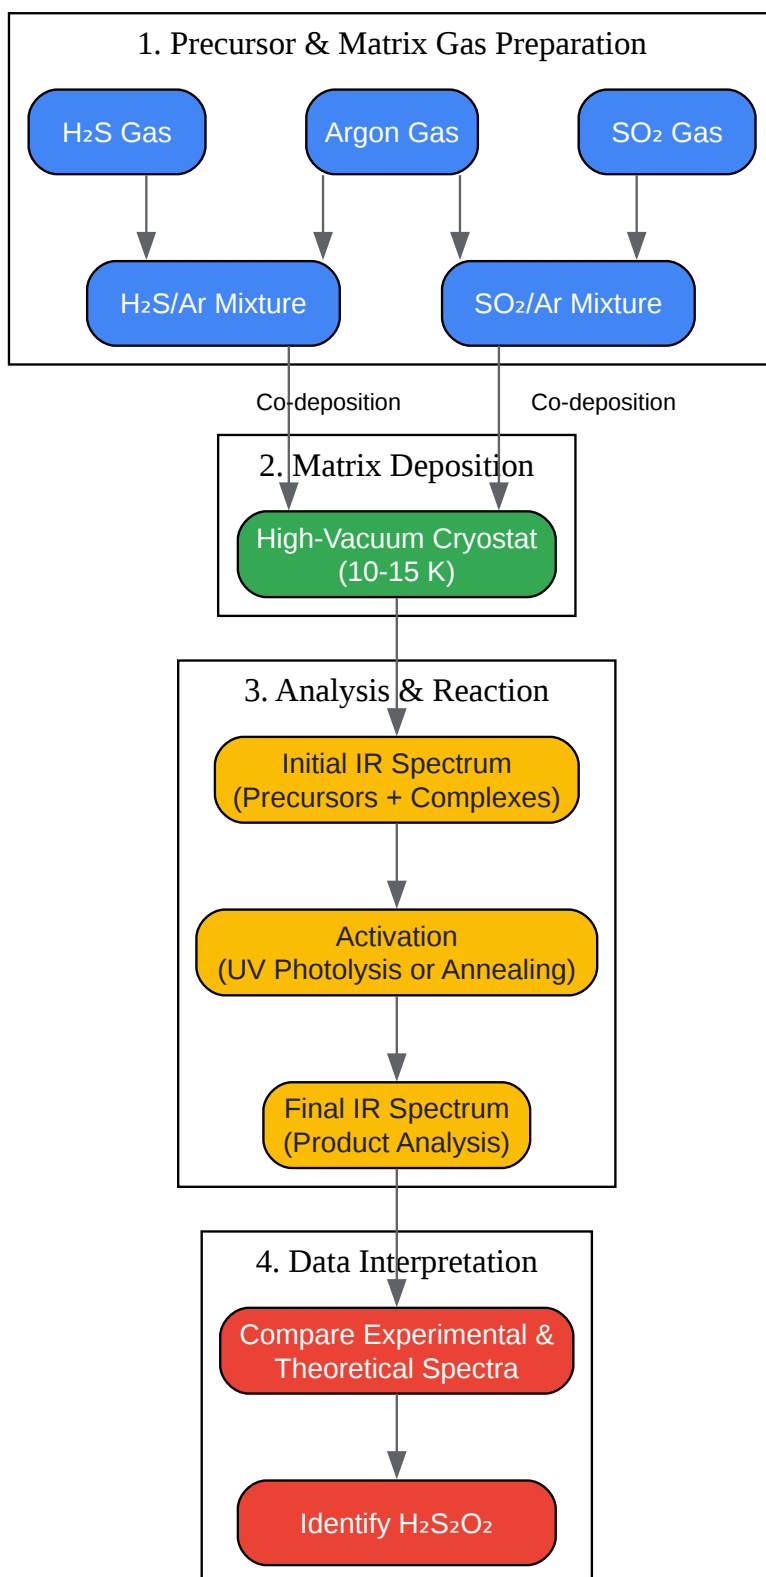 1. Precursor & Matrix Gas Preparation
H₂S Gas
Argon Gas
SO₂ Gas
H₂S/Ar Mixture
SO₂/Ar Mixture
Co-deposition
Co-deposition
2. Matrix Deposition
High-Vacuum Cryostat
(10-15 K)
3. Analysis & Reaction
Initial IR Spectrum
(Precursors + Complexes)
Activation
(UV Photolysis or Annealing)
Final IR Spectrum
(Product Analysis)
4. Data Interpretation
Compare Experimental &
Theoretical Spectra
Identify H₂S₂O₂